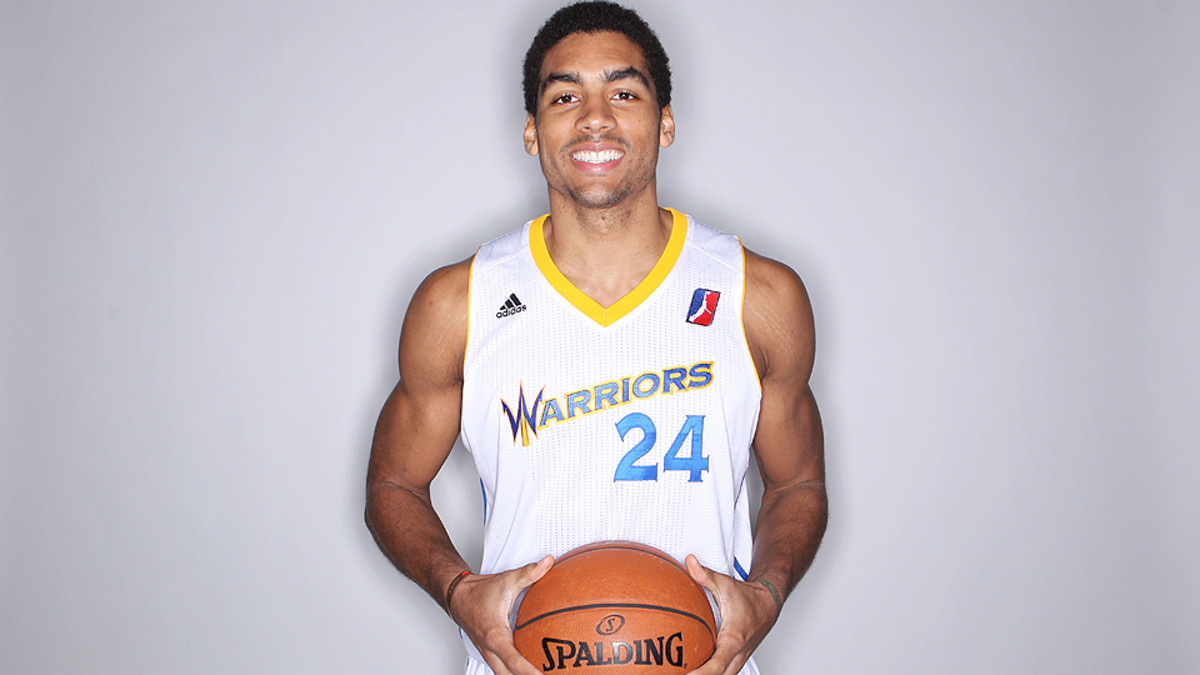 adidas
WARRIORS
24
S
SPALDING